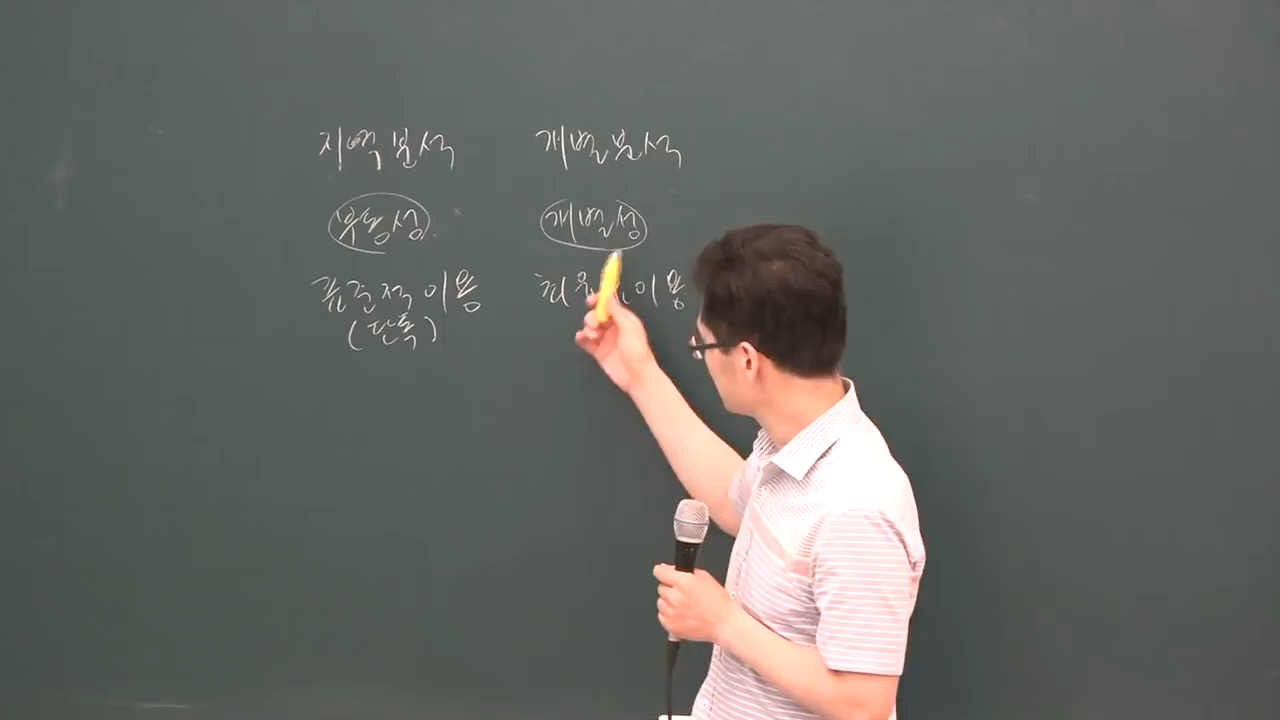 지역분석 개별분석
부동성 개별성
표준적 이용 최유 이용
(단독)